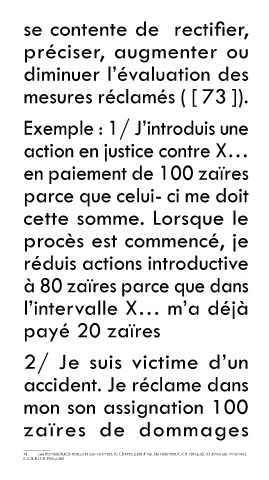 se contente de rectifier,
préciser, augmenter ou
diminuer l'évaluation des
mesures réclamés ( [ 73 ]).
Exemple : 1/ J'introduis une
action en justice contre X…
en paiement de 100 zaïres
parce que celui- ci me doit
cette somme. Lorsque le
procès est commencé, je
réduis actions introductive
à 80 zaïres parce que dans
l'intervalle X… m'a déjà
payé 20 zaïres
2/ Je suis victime d'un
accident. Je réclame dans
mon son assignation 100
zaïres de dommages